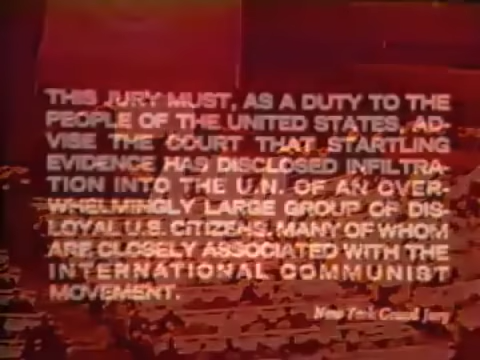 THIS JURY MUST, AS A DUTY TO THE
PEOPLE OF THE UNITED STATES, AD-
VISE THE COURT THAT STARTLING
EVIDENCE HAS DISCLOSED INFILTRA-
TION INTO THE U.N. OF AN OVER-
WHELMINGLY LARGE GROUP OF DIS-
LOYAL U.S. CITIZENS, MANY OF WHOM
ARE CLOSELY ASSOCIATED WITH THE
INTERNATIONAL COMMUNIST
MOVEMENT.
New York Grand Jury